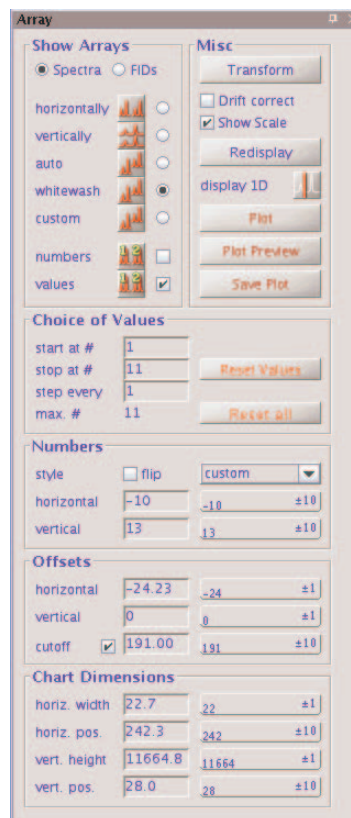 Array
Show Arrays
Spectra FIDs
horizontally
vertically
auto
whitewash
custom
numbers
values
Misc
Transform
Drift correct
Show Scale
Redisplay
display 1D
Plot
Plot Preview
Save Plot
Choice of Values
start at # 1
stop at # 11 Reset Values
step every 1
max. # 11 Reset all
Numbers
style flip custom
horizontal -10 -10 ±10
vertical 13 13 ±10
Offsets
horizontal -24.23 -24 ±1
vertical 0 0 ±1
cutoff 191.00 191 ±10
Chart Dimensions
horiz. width 22.7 22 ±1
horiz. pos. 242.3 242 ±10
vert. height 11664.8 11664 ±1
vert. pos. 28.0 28 ±10